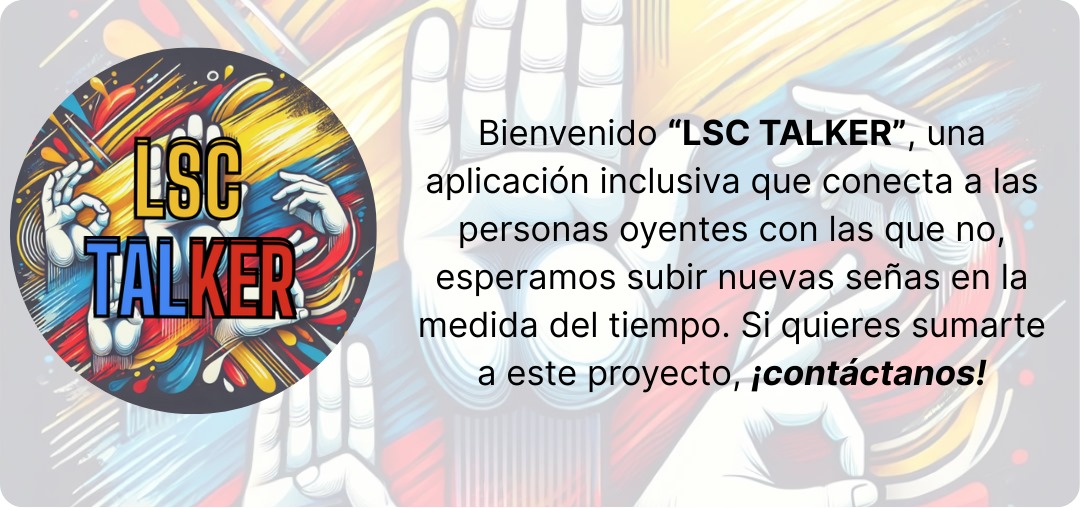 LSC
TALKER
Bienvenido “LSC TALKER”, una
aplicación inclusiva que conecta a las
personas oyentes con las que no,
esperamos subir nuevas señas en la
medida del tiempo. Si quieres sumarte
a este proyecto, ¡contáctanos!